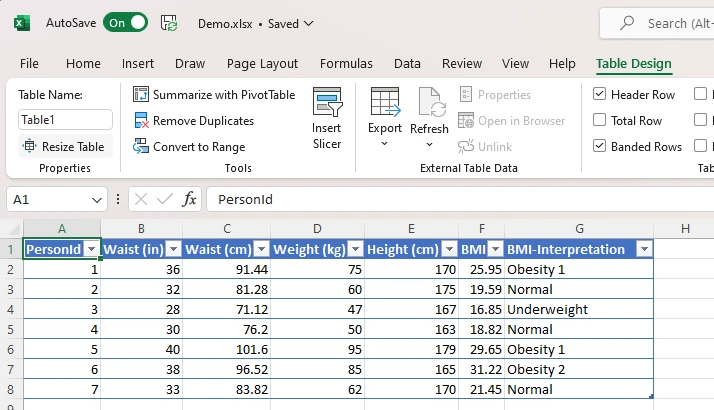 AutoSave On Demo.xlsx • Saved Search (Alt-
File Home Insert Draw Page Layout Formulas Data Review View Help Table Design
Table Name:
Table1
Resize Table
Properties
Summarize with PivotTable
Remove Duplicates
Convert to Range
Insert
Slicer
Tools
Export Refresh
Properties
Open in Browser
Unlink
External Table Data
Header Row
Total Row
Banded Rows
Tab
A1 fx PersonId
A B C D E F G H
1 PersonId Waist (in) Waist (cm) Weight (kg) Height (cm) BMI BMI-Interpretation
2 1 36 91.44 75 170 25.95 Obesity 1
3 2 32 81.28 60 175 19.59 Normal
4 3 28 71.12 47 167 16.85 Underweight
5 4 30 76.2 50 163 18.82 Normal
6 5 40 101.6 95 179 29.65 Obesity 1
7 6 38 96.52 85 165 31.22 Obesity 2
8 7 33 83.82 62 170 21.45 Normal
9